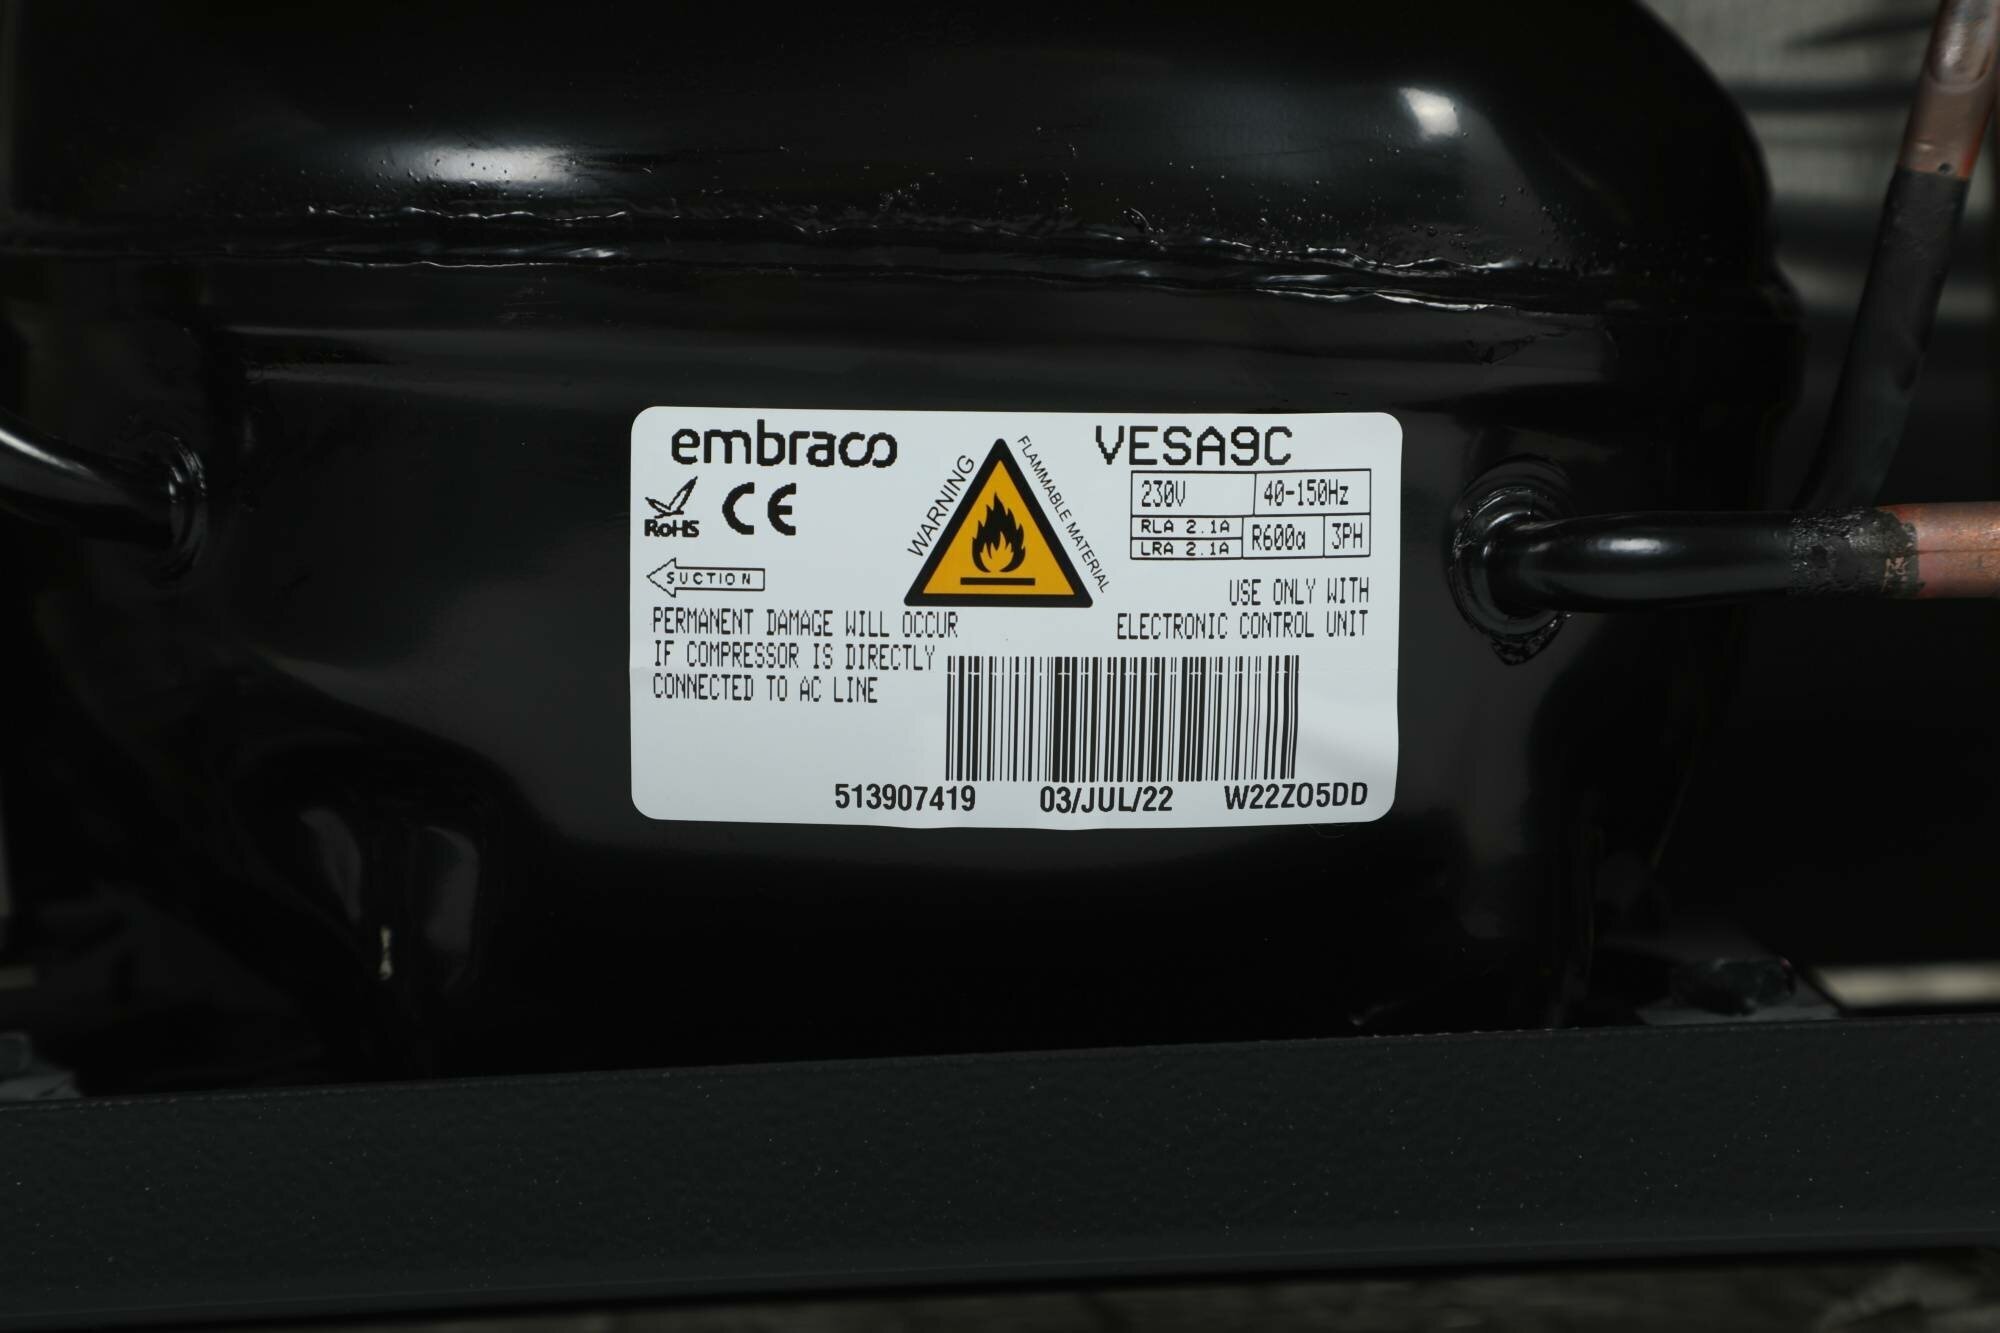 embraco
VESA9C
WARNING
FLAMMABLE MATERIAL
230V 40-150Hz
RLA 2.1A
LRA 2.1A
R600a 3PH
RoHS CE
SUCTION
USE ONLY WITH
ELECTRONIC CONTROL UNIT
PERMANENT DAMAGE WILL OCCUR
IF COMPRESSOR IS DIRECTLY
CONNECTED TO AC LINE
513907419 03/JUL/22 W22ZO5DD